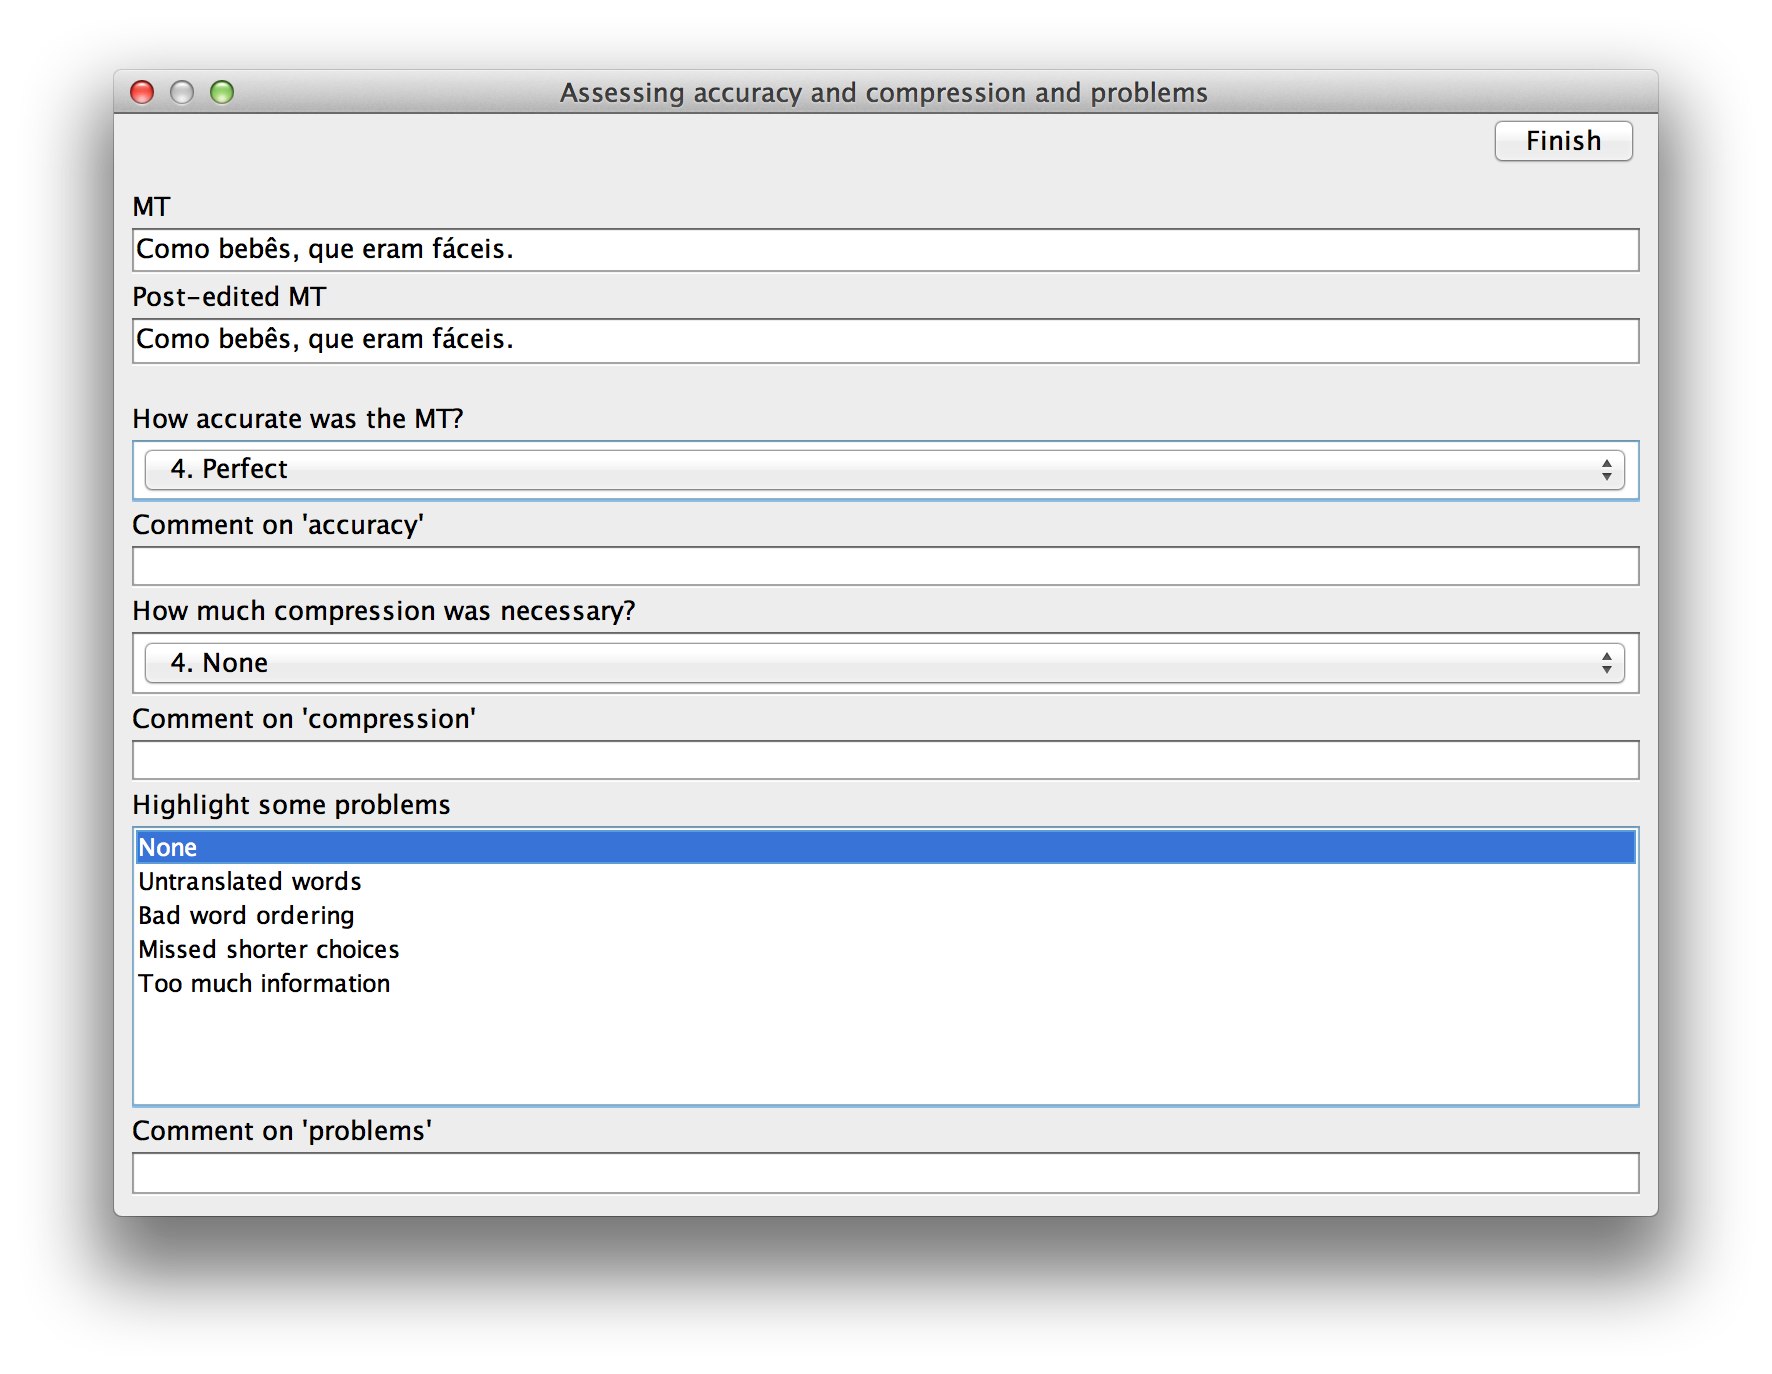 Assessing accuracy and compression and problems
Finish
MT
Como bebês, que eram fáceis.
Post-edited MT
Como bebês, que eram fáceis.
How accurate was the MT?
4. Perfect
Comment on 'accuracy'
How much compression was necessary?
4. None
Comment on 'compression'
Highlight some problems
None
Untranslated words
Bad word ordering
Missed shorter choices
Too much information
Comment on 'problems'